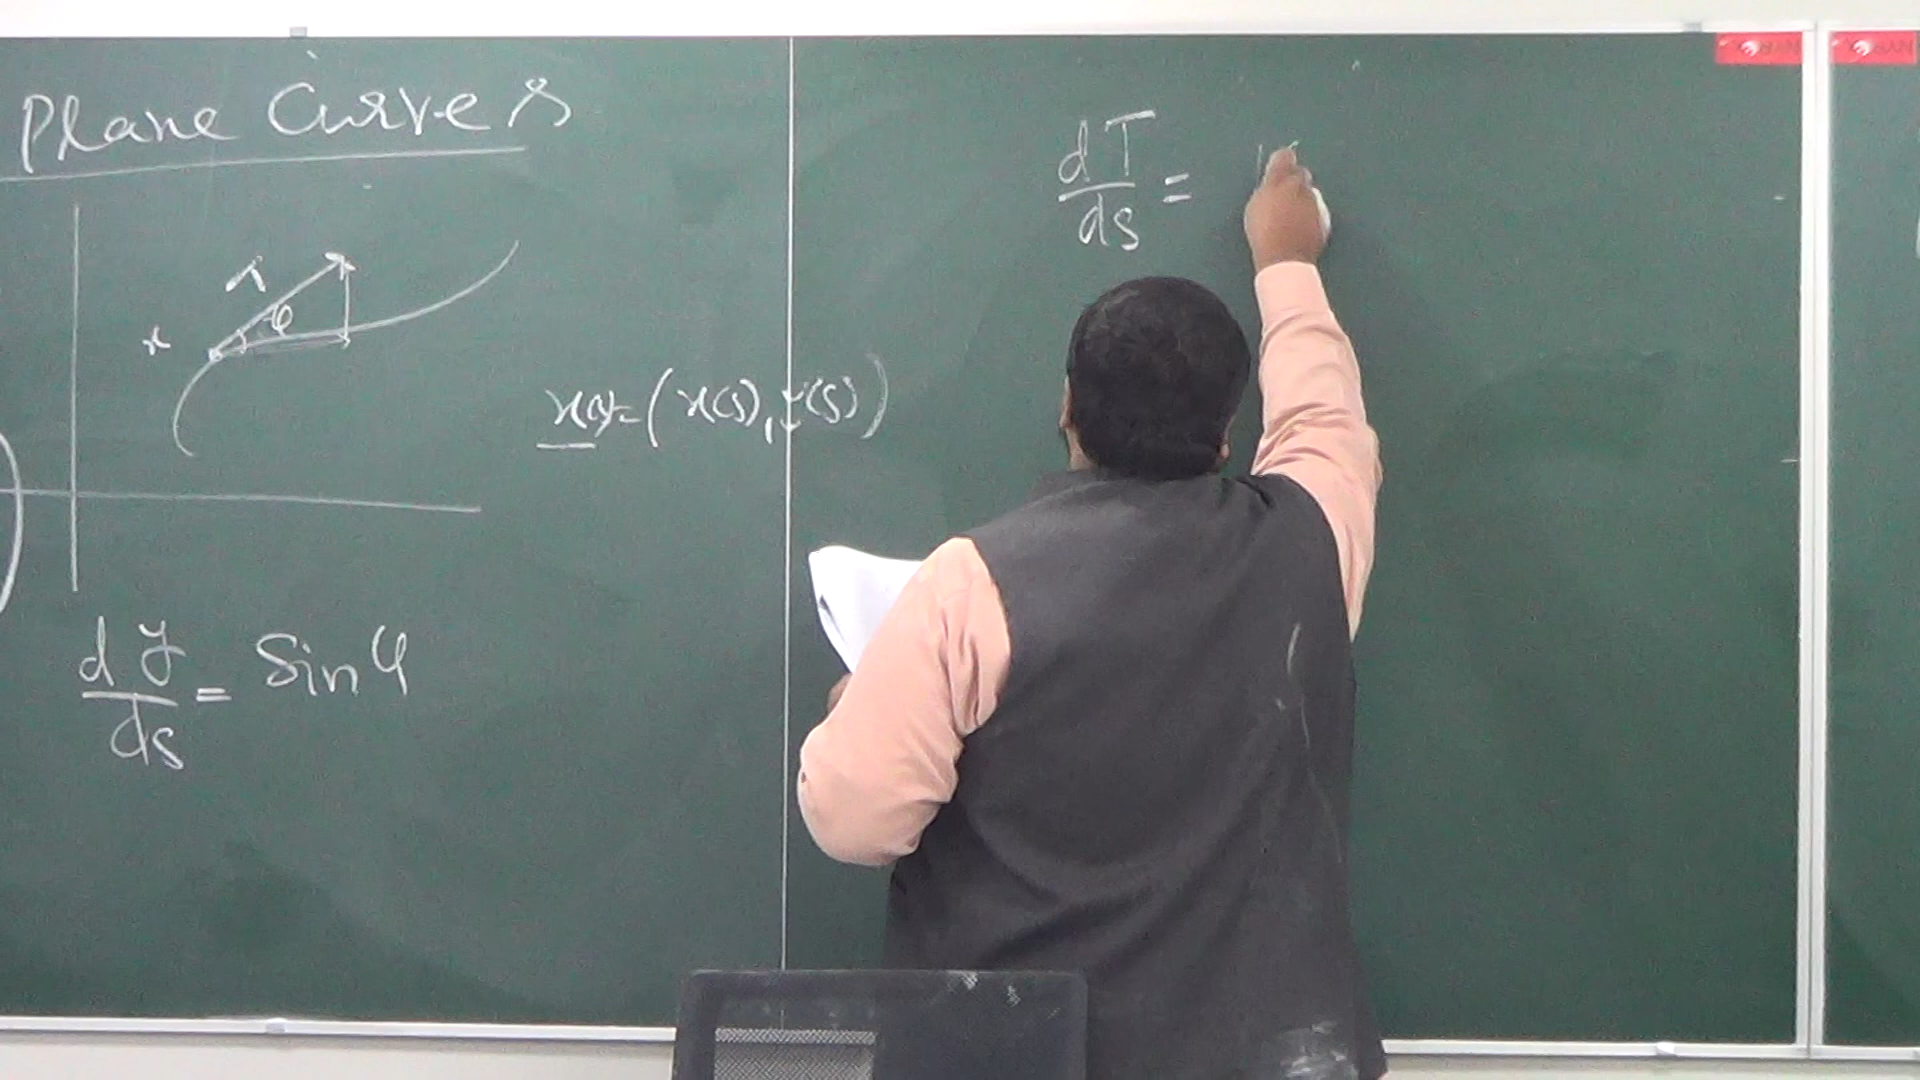 Plane Curves
T
φ
x
x(s) = (x(s), y(s))
dy/ds = Sin φ
dT/ds =